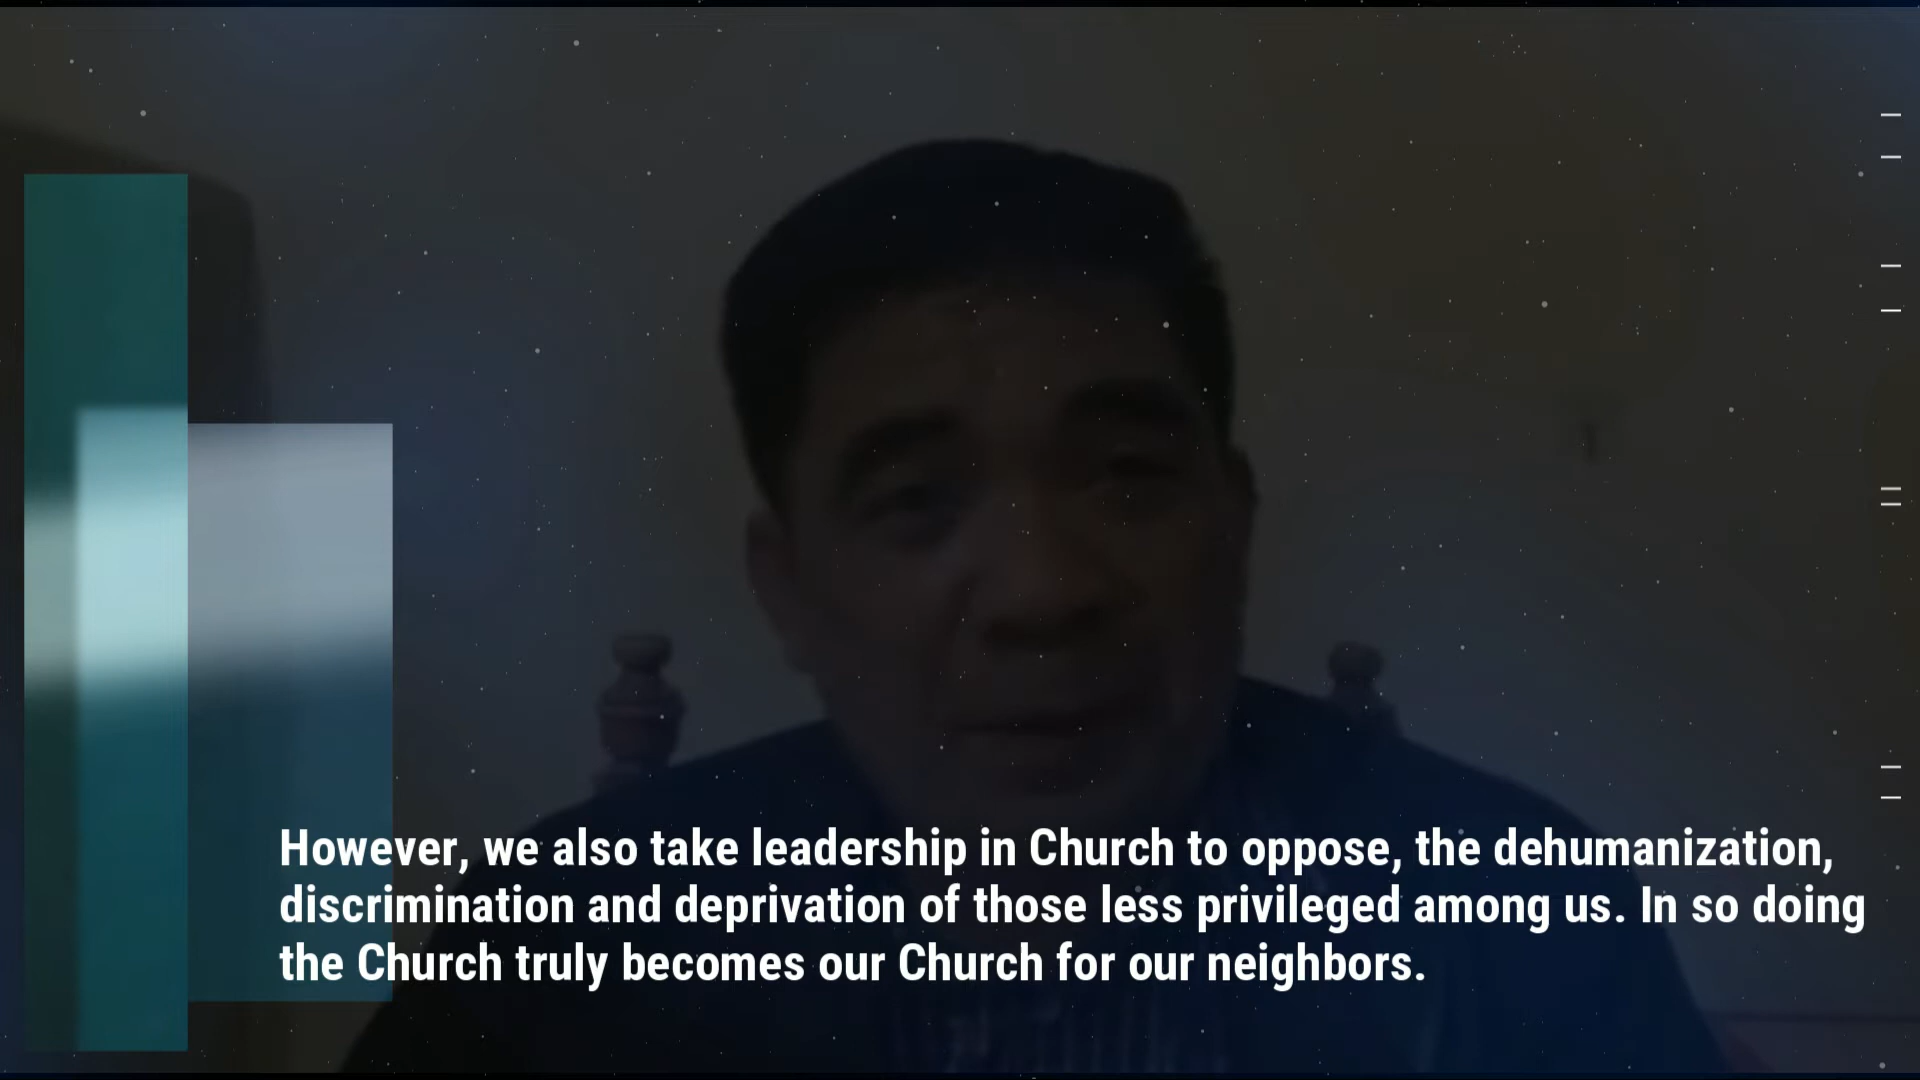 However, we also take leadership in Church to oppose, the dehumanization,
discrimination and deprivation of those less privileged among us. In so doing
the Church truly becomes our Church for our neighbors.